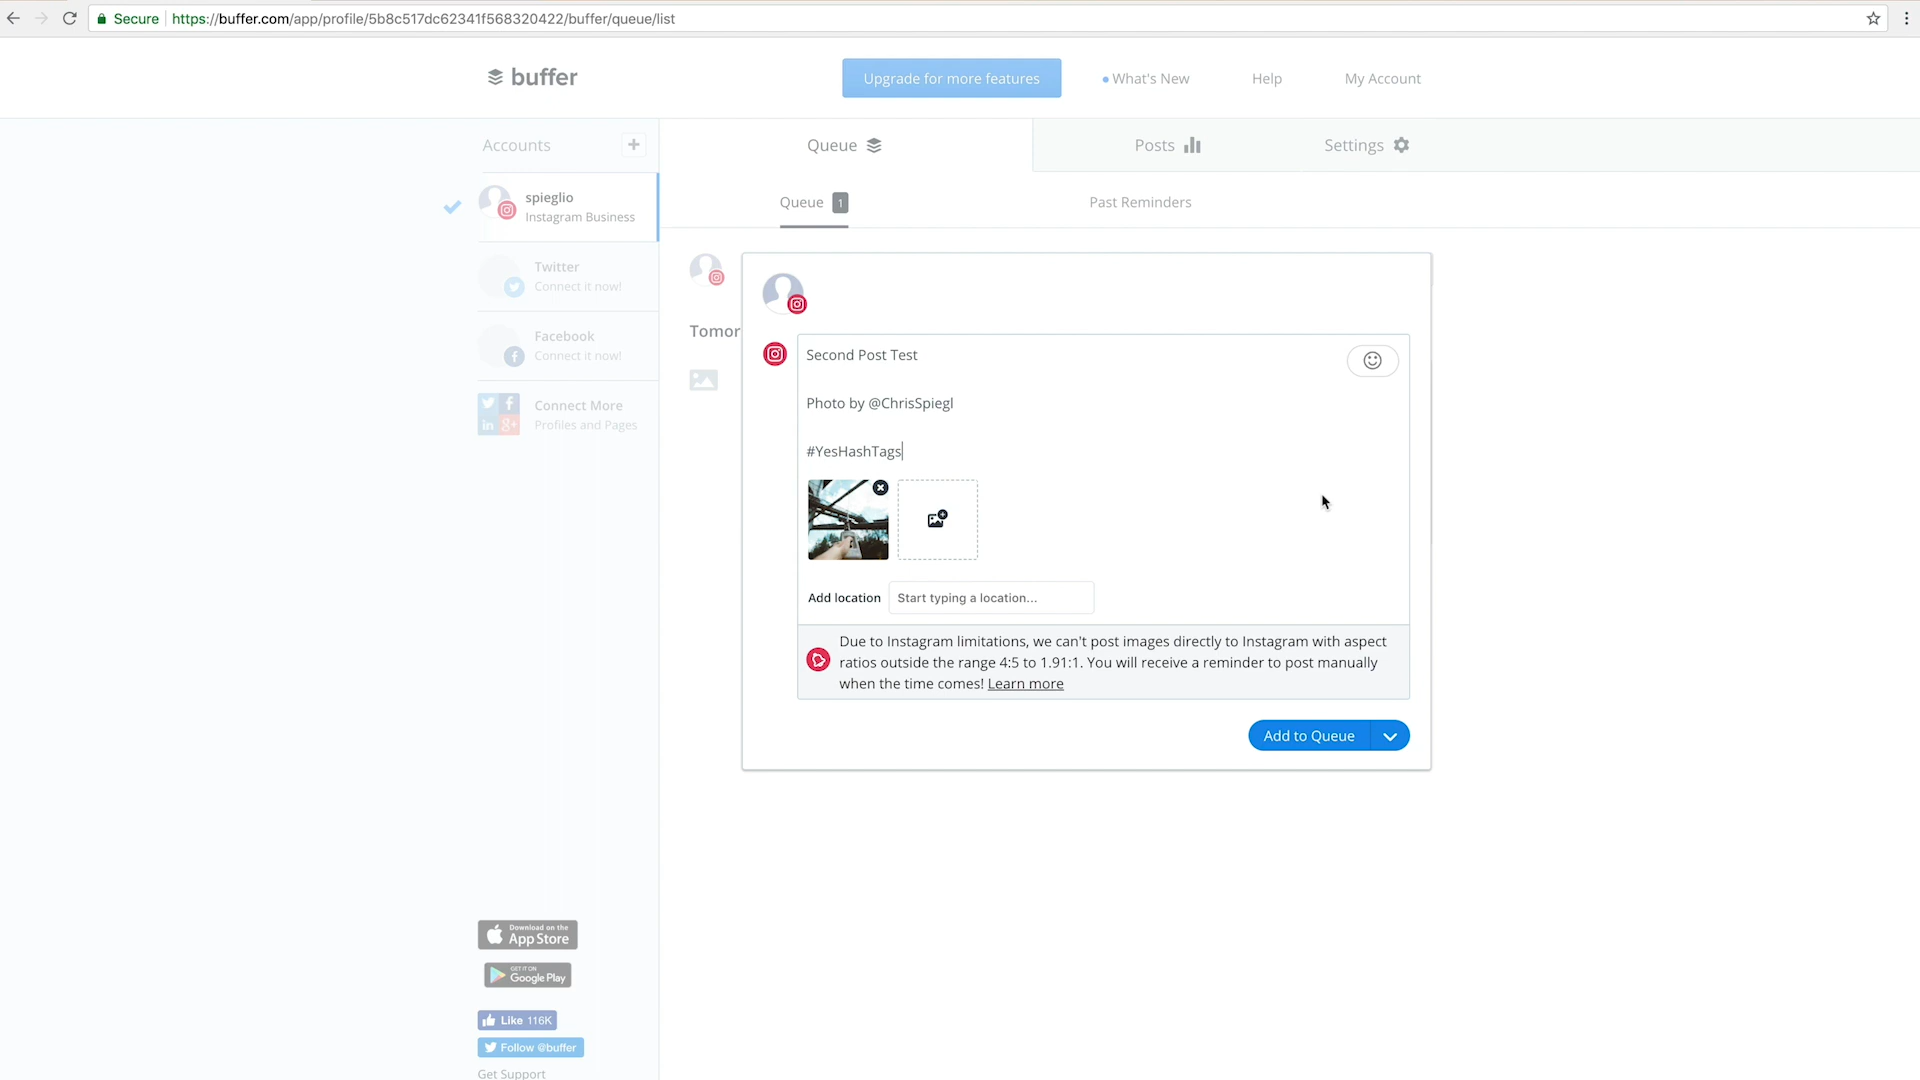 Secure https://buffer.com/app/profile/5b8c517dc62341f568320422/buffer/queue/list
buffer
Upgrade for more features
What's New
Help
My Account
Accounts
Queue
Posts
Settings
spieglio
Instagram Business
Queue 1
Past Reminders
Twitter
Connect it now!
Facebook
Connect it now!
Connect More
Profiles and Pages
Tomor
Second Post Test
Photo by @ChrisSpiegl
#YesHashTags
Add location
Start typing a location...
Due to Instagram limitations, we can't post images directly to Instagram with aspect
ratios outside the range 4:5 to 1.91:1. You will receive a reminder to post manually
when the time comes! Learn more
Add to Queue
Download on the
App Store
GET IT ON
Google Play
Like 116K
Follow @buffer
Get Support